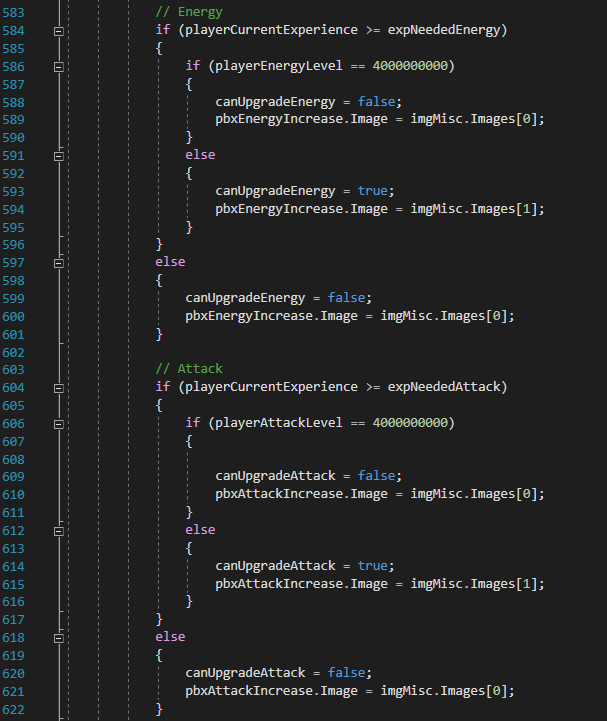 583 // Energy
584 if (playerCurrentExperience >= expNeededEnergy)
585 {
586 if (playerEnergyLevel == 4000000000)
587 {
588 canUpgradeEnergy = false;
589 pbxEnergyIncrease.Image = imgMisc.Images[0];
590 }
591 else
592 {
593 canUpgradeEnergy = true;
594 pbxEnergyIncrease.Image = imgMisc.Images[1];
595 }
596 }
597 else
598 {
599 canUpgradeEnergy = false;
600 pbxEnergyIncrease.Image = imgMisc.Images[0];
601 }
602
603 // Attack
604 if (playerCurrentExperience >= expNeededAttack)
605 {
606 if (playerAttackLevel == 4000000000)
607 {
608
609 canUpgradeAttack = false;
610 pbxAttackIncrease.Image = imgMisc.Images[0];
611 }
612 else
613 {
614 canUpgradeAttack = true;
615 pbxAttackIncrease.Image = imgMisc.Images[1];
616 }
617 }
618 else
619 {
620 canUpgradeAttack = false;
621 pbxAttackIncrease.Image = imgMisc.Images[0];
622 }